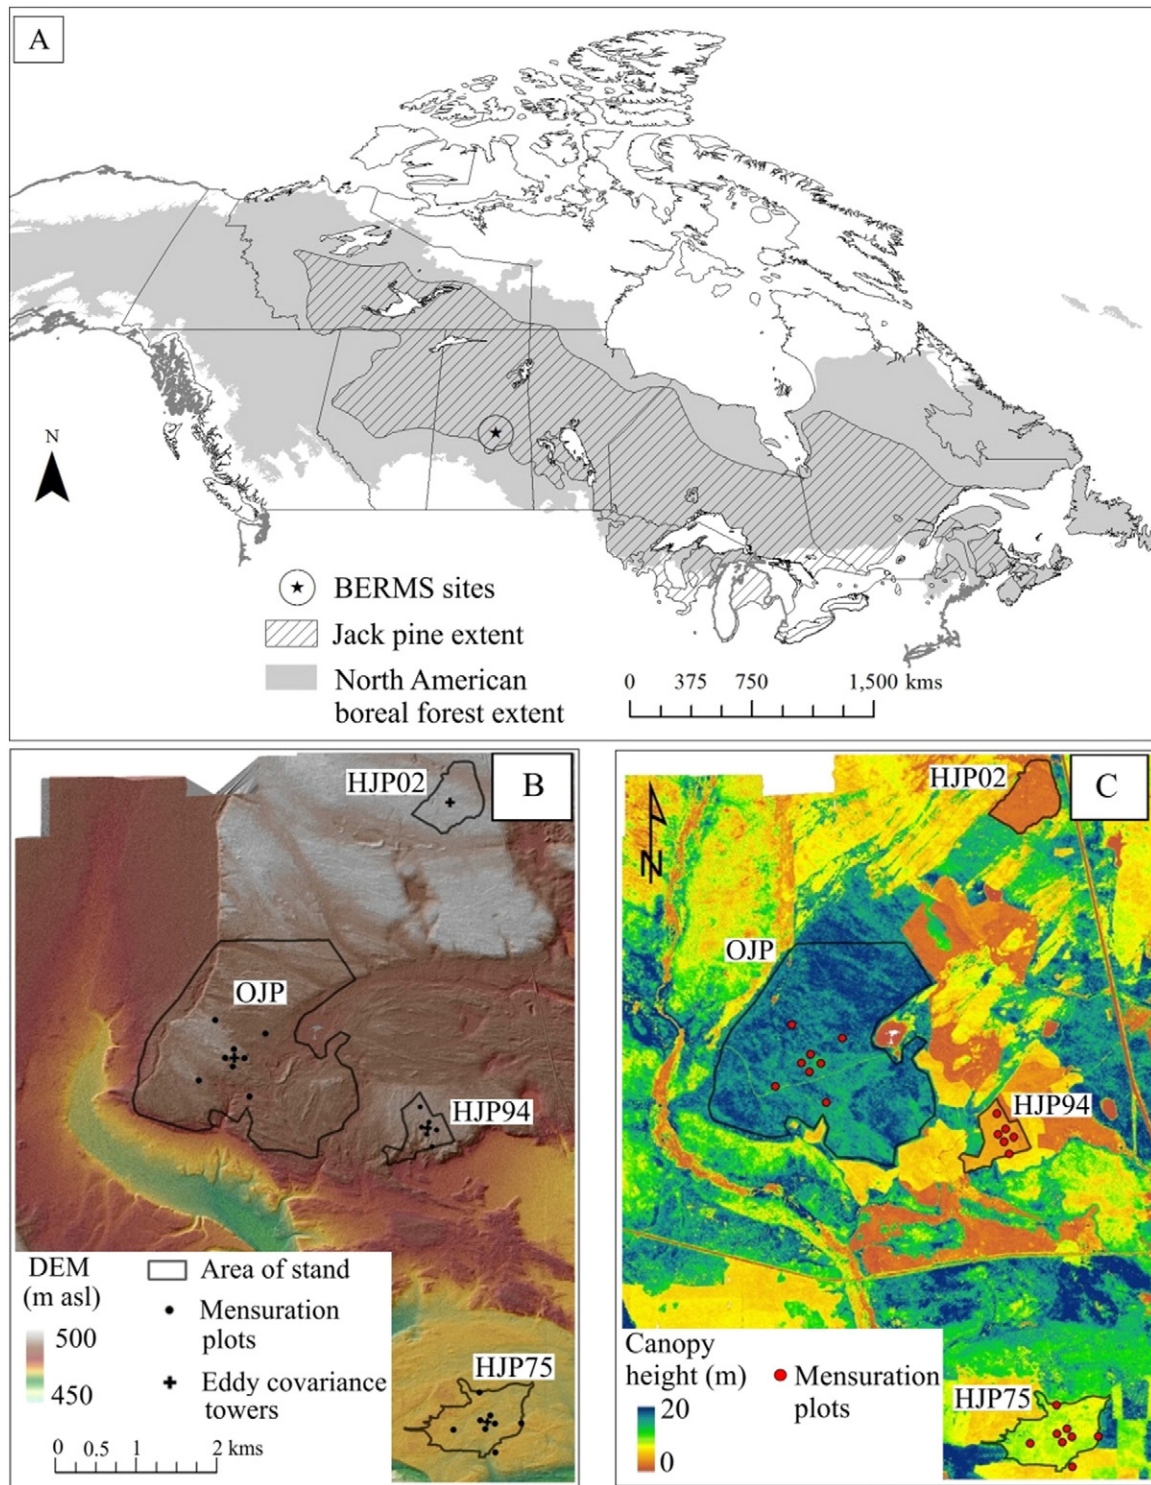 A
N
BERMS sites
Jack pine extent
North American
boreal forest extent
0 375 750 1,500 kms
HJP02
B
OJP
HJP94
DEM
(m asl)
500
450
Area of stand
Mensuration
plots
Eddy covariance
towers
0 0.5 1 2 kms
HJP75
HJP02
C
N
OJP
HJP94
Canopy
height (m)
20
0
Mensuration
plots
HJP75